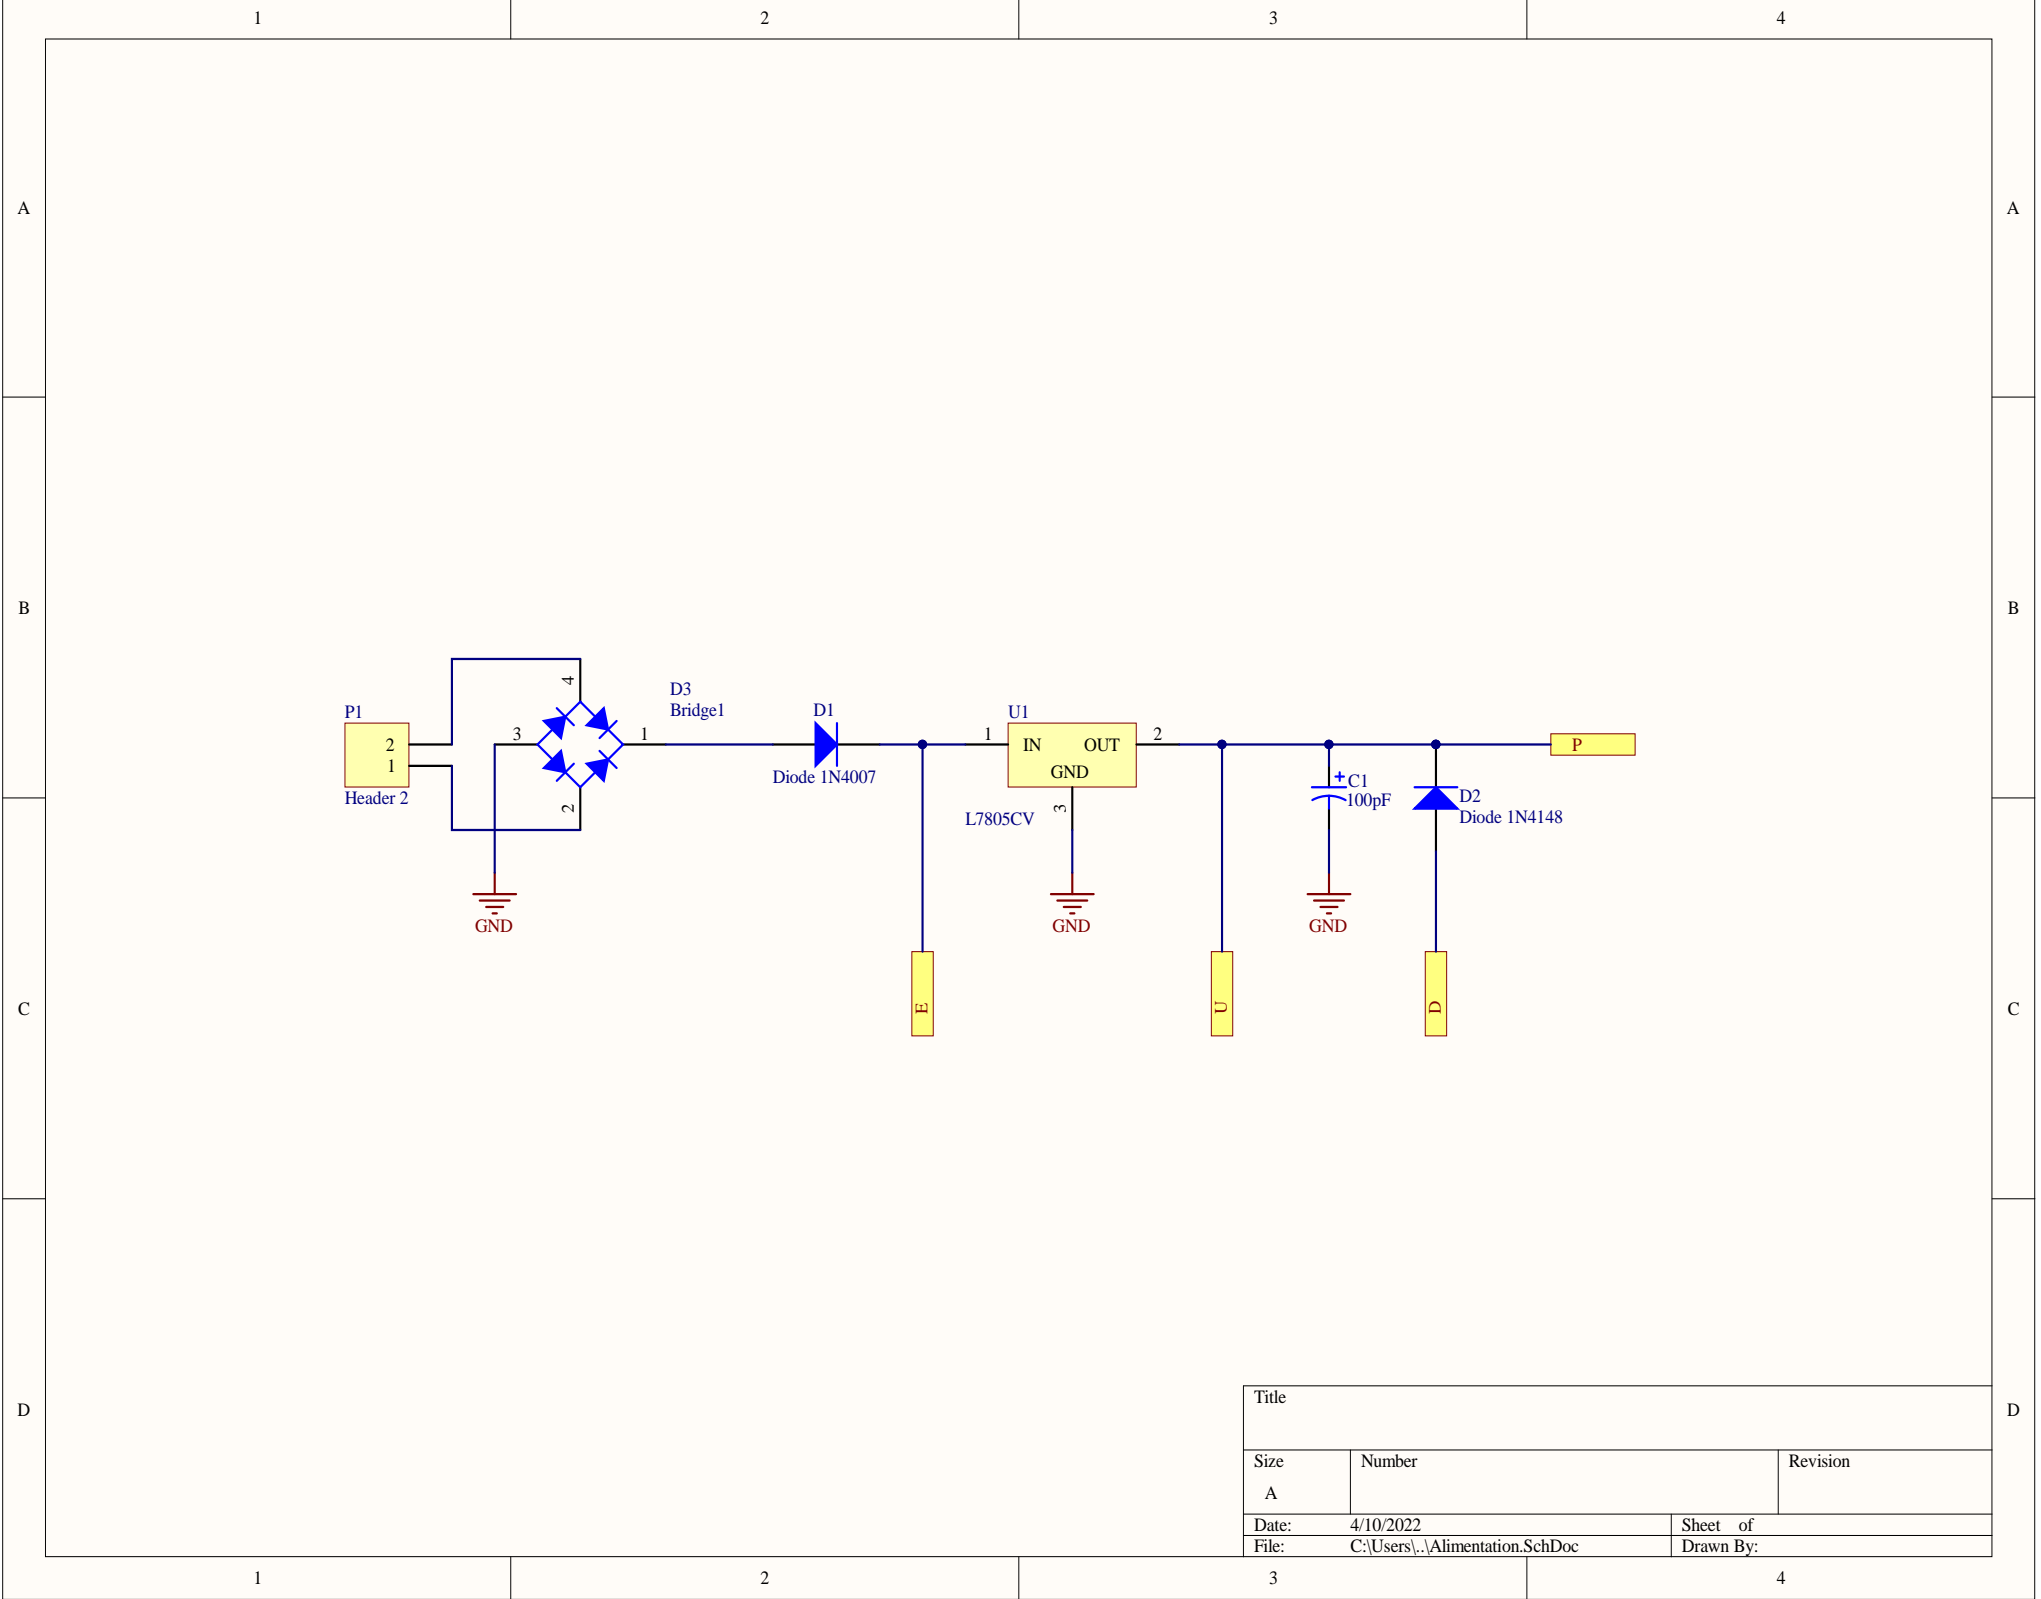 1 2 3 4
A A
B B
C C
D D
P1
2
1
Header 2
4
3
1
2
D3
Bridge1
GND
D1
Diode 1N4007
E
U1
1 IN OUT 2
GND
3
L7805CV
GND
U
+
C1
100pF
GND
D2
Diode 1N4148
D
P
Title
Size Number Revision
A
Date: 4/10/2022 Sheet of
File: C:\Users\..\Alimentation.SchDoc Drawn By:
1 2 3 4